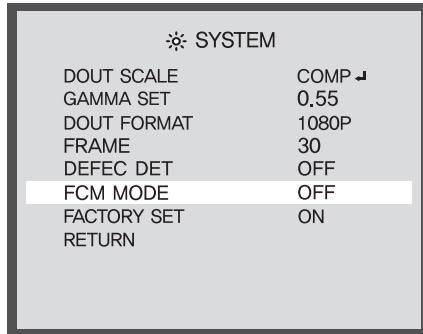 SYSTEM
DOUT SCALE COMP↲
GAMMA SET 0.55
DOUT FORMAT 1080P
FRAME 30
DEFEC DET OFF
FCM MODE OFF
FACTORY SET ON
RETURN